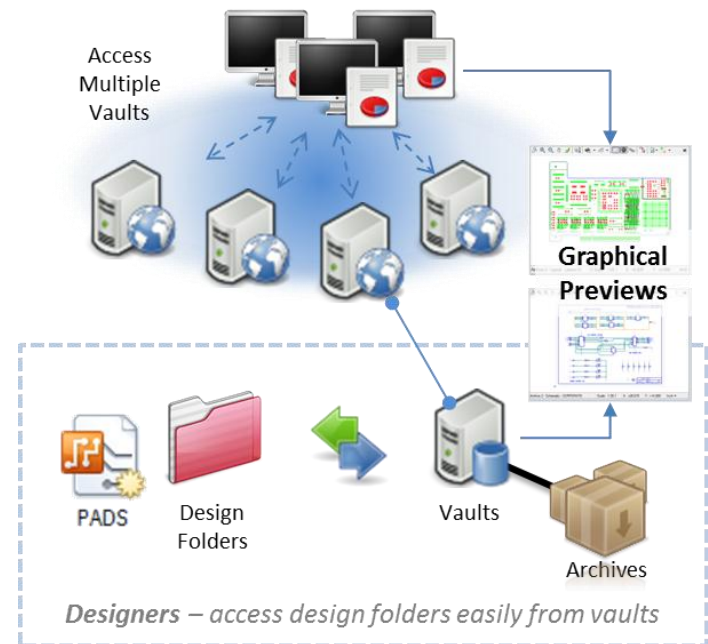 Access
Multiple
Vaults
Graphical
Previews
PADS
Design
Folders
Vaults
Archives
Designers – access design folders easily from vaults